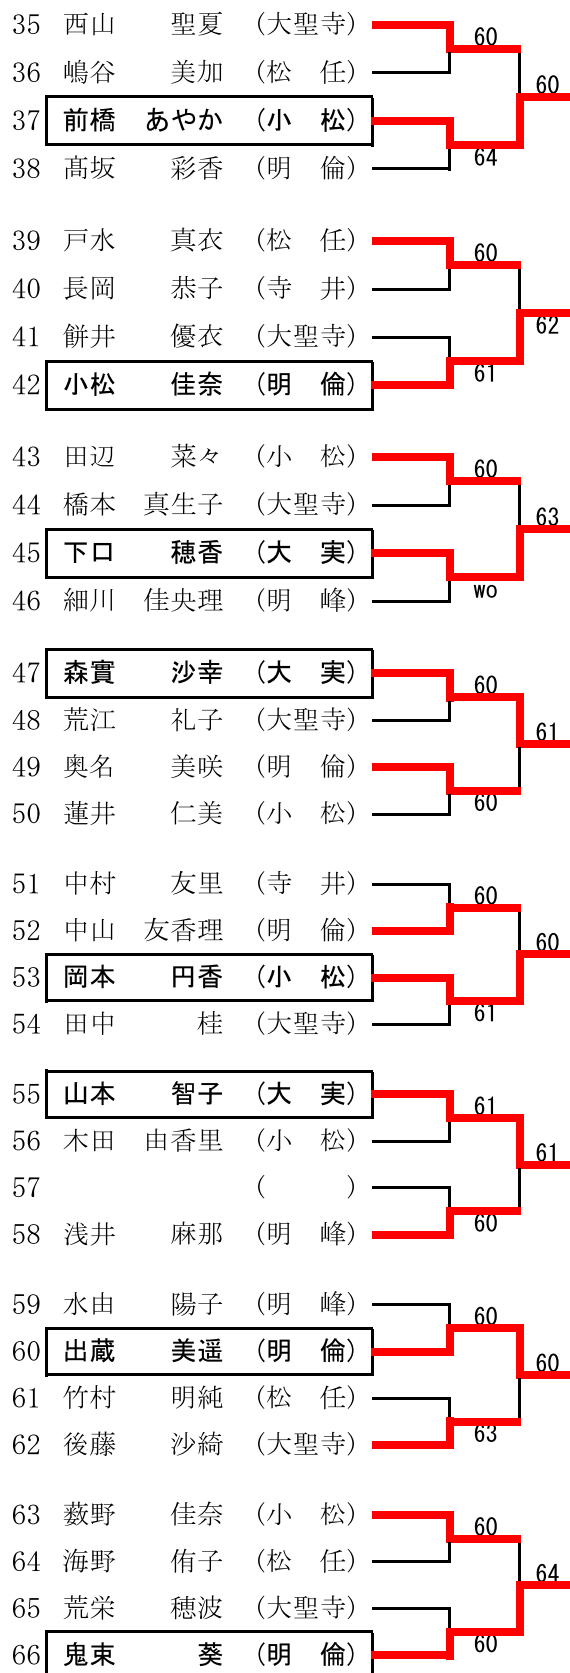 35 西山 聖夏 (大聖寺)
60
36 嶋谷 美加 (松 任)
60
37 前橋 あやか (小 松)
64
38 髙坂 彩香 (明 倫)
39 戸水 真衣 (松 任)
60
40 長岡 恭子 (寺 井)
62
41 餅井 優衣 (大聖寺)
61
42 小松 佳奈 (明 倫)
43 田辺 菜々 (小 松)
60
44 橋本 真生子 (大聖寺)
63
45 下口 穂香 (大 実)
wo
46 細川 佳央理 (明 峰)
47 森實 沙幸 (大 実)
60
48 荒江 礼子 (大聖寺)
61
49 奥名 美咲 (明 倫)
60
50 蓮井 仁美 (小 松)
51 中村 友里 (寺 井)
60
52 中山 友香理 (明 倫)
60
53 岡本 円香 (小 松)
61
54 田中 桂 (大聖寺)
55 山本 智子 (大 実)
61
56 木田 由香里 (小 松)
61
57 ( )
60
58 浅井 麻那 (明 峰)
59 水由 陽子 (明 峰)
60
60 出蔵 美遥 (明 倫)
60
61 竹村 明純 (松 任)
63
62 後藤 沙綺 (大聖寺)
63 薮野 佳奈 (小 松)
60
64 海野 侑子 (松 任)
64
65 荒栄 穂波 (大聖寺)
60
66 鬼束 葵 (明 倫)